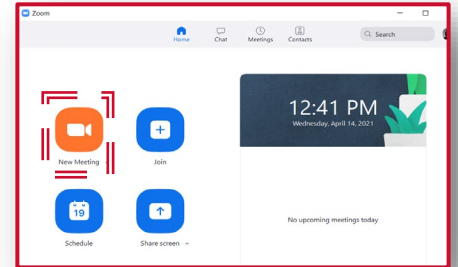 Zoom
Home
Chat
Meetings
Contacts
Search
12:41 PM
Wednesday, April 14, 2021
New Meeting
Join
19
Schedule
Share screen
No upcoming meetings today